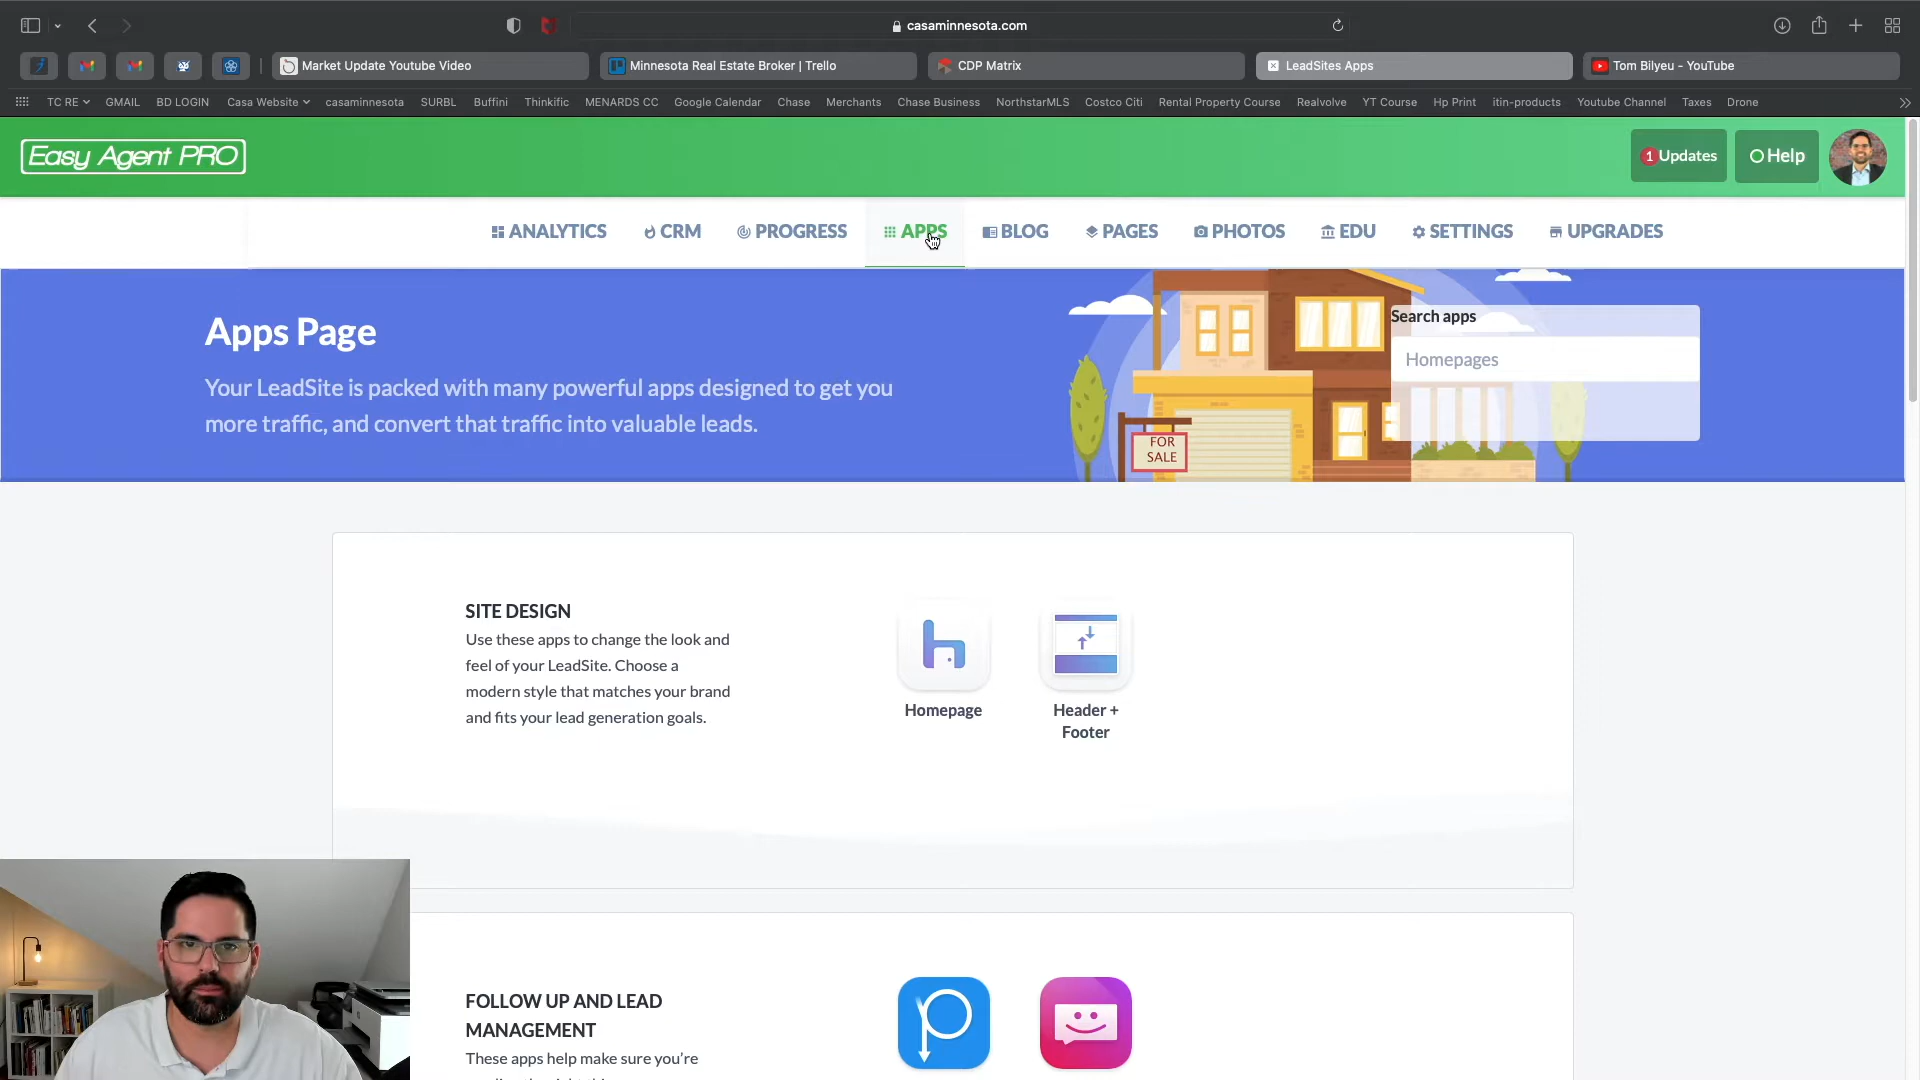 casaminnesota.com
Market Update Youtube Video
Minnesota Real Estate Broker | Trello
CDP Matrix
LeadSites Apps
Tom Bilyeu - YouTube
TC RE GMAIL BD LOGIN Casa Website casaminnesota SURBL Buffini Thinkific MENARDS CC Google Calendar Chase Merchants Chase Business NorthstarMLS Costco Citi Rental Property Course Realvolve YT Course Hp Print itin-products Youtube Channel Taxes Drone
Easy Agent PRO
1 Updates
Help
ANALYTICS CRM PROGRESS APPS BLOG PAGES PHOTOS EDU SETTINGS UPGRADES
Apps Page
Your LeadSite is packed with many powerful apps designed to get you
more traffic, and convert that traffic into valuable leads.
FOR
SALE
Search apps
Homepages
SITE DESIGN
Use these apps to change the look and
feel of your LeadSite. Choose a
modern style that matches your brand
and fits your lead generation goals.
Homepage
Header +
Footer
FOLLOW UP AND LEAD
MANAGEMENT
These apps help make sure you're